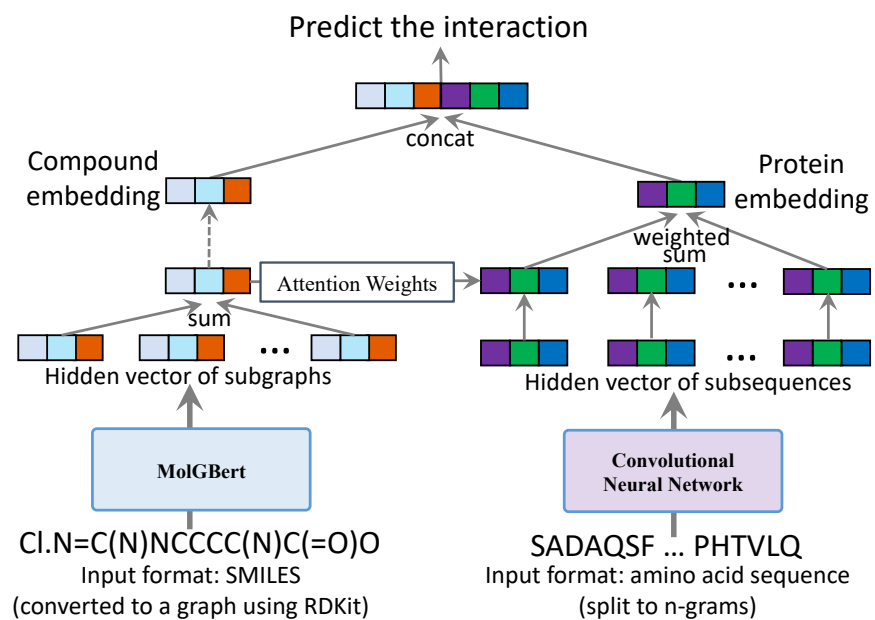 Predict the interaction
concat
Compound
embedding
Protein
embedding
weighted
sum
Attention Weights
...
sum
...
...
Hidden vector of subgraphs
Hidden vector of subsequences
MolGBert
Convolutional
Neural Network
Cl.N=C(N)NCCCC(N)C(=O)O
SADAQSF ... PHTVLQ
Input format: SMILES
(converted to a graph using RDKit)
Input format: amino acid sequence
(split to n-grams)